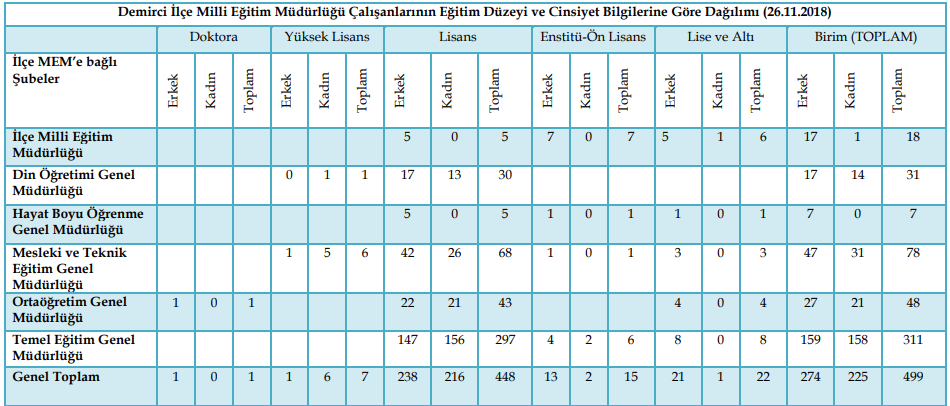 Demirci İlçe Milli Eğitim Müdürlüğü Çalışanlarının Eğitim Düzeyi ve Cinsiyet Bilgilerine Göre Dağılımı (26.11.2018)
Doktora Yüksek Lisans Lisans Enstitü-Ön Lisans Lise ve Altı Birim (TOPLAM)
İlçe MEM’e bağlı
Şubeler
Erkek Kadın Toplam Erkek Kadın Toplam Erkek Kadın Toplam Erkek Kadın Toplam Erkek Kadın Toplam Erkek Kadın Toplam
İlçe Milli Eğitim 5 0 5 7 0 7 5 1 6 17 1 18
Müdürlüğü
Din Öğretimi Genel 0 1 1 17 13 30 17 14 31
Müdürlüğü
Hayat Boyu Öğrenme 5 0 5 1 0 1 1 0 1 7 0 7
Genel Müdürlüğü
Mesleki ve Teknik 1 5 6 42 26 68 1 0 1 3 0 3 47 31 78
Eğitim Genel
Müdürlüğü
Ortaöğretim Genel 1 0 1 22 21 43 4 0 4 27 21 48
Müdürlüğü
Temel Eğitim Genel 147 156 297 4 2 6 8 0 8 159 158 311
Müdürlüğü
Genel Toplam 1 0 1 1 6 7 238 216 448 13 2 15 21 1 22 274 225 499